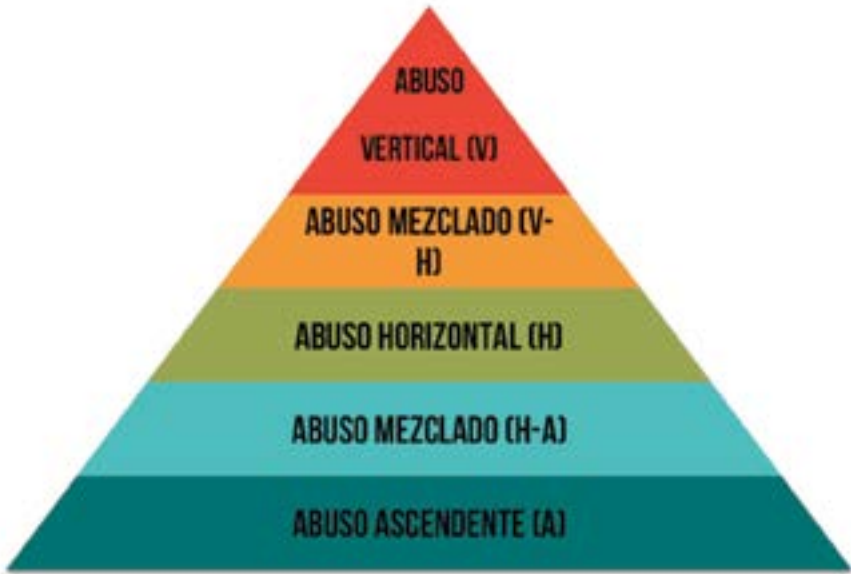 ABUSO
VERTICAL (V)
ABUSO MEZCLADO (V-
H)
ABUSO HORIZONTAL (H)
ABUSO MEZCLADO (H-A)
ABUSO ASCENDENTE (A)